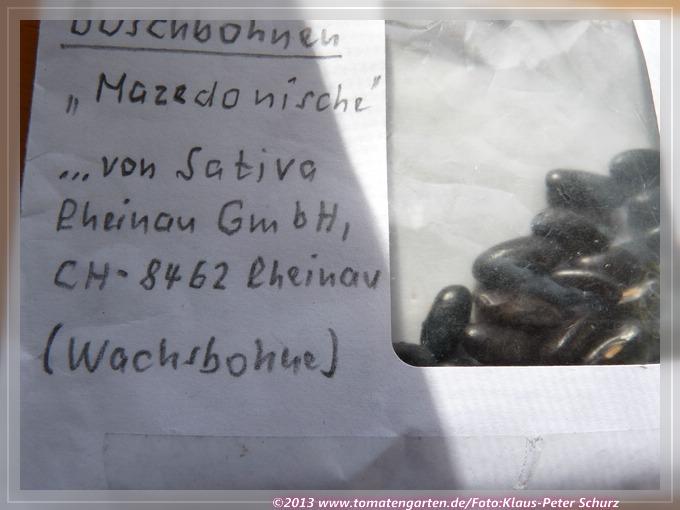 Buschbohnen
„Mazedonische"
...von Sativa
Rheinau GmbH,
CH-8462 Rheinau
(Wachsbohne)
©2013 www.tomatengarten.de/Foto:Klaus-Peter Schurz